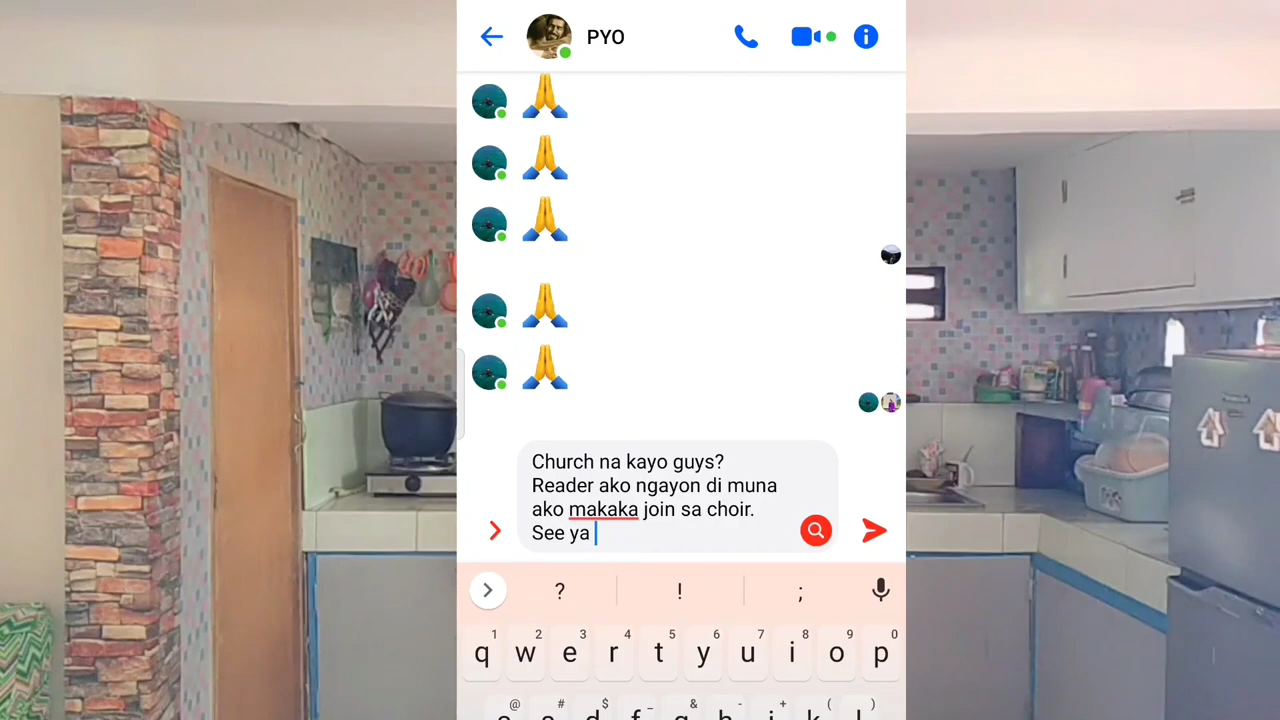 PYO
Church na kayo guys?
Reader ako ngayon di muna
ako makaka join sa choir.
See ya
? ! ;
1 2 3 4 5 6 7 8 9 0
q w e r t y u i o p
@ # $ _ & - + ( )
a s d f g h j k l